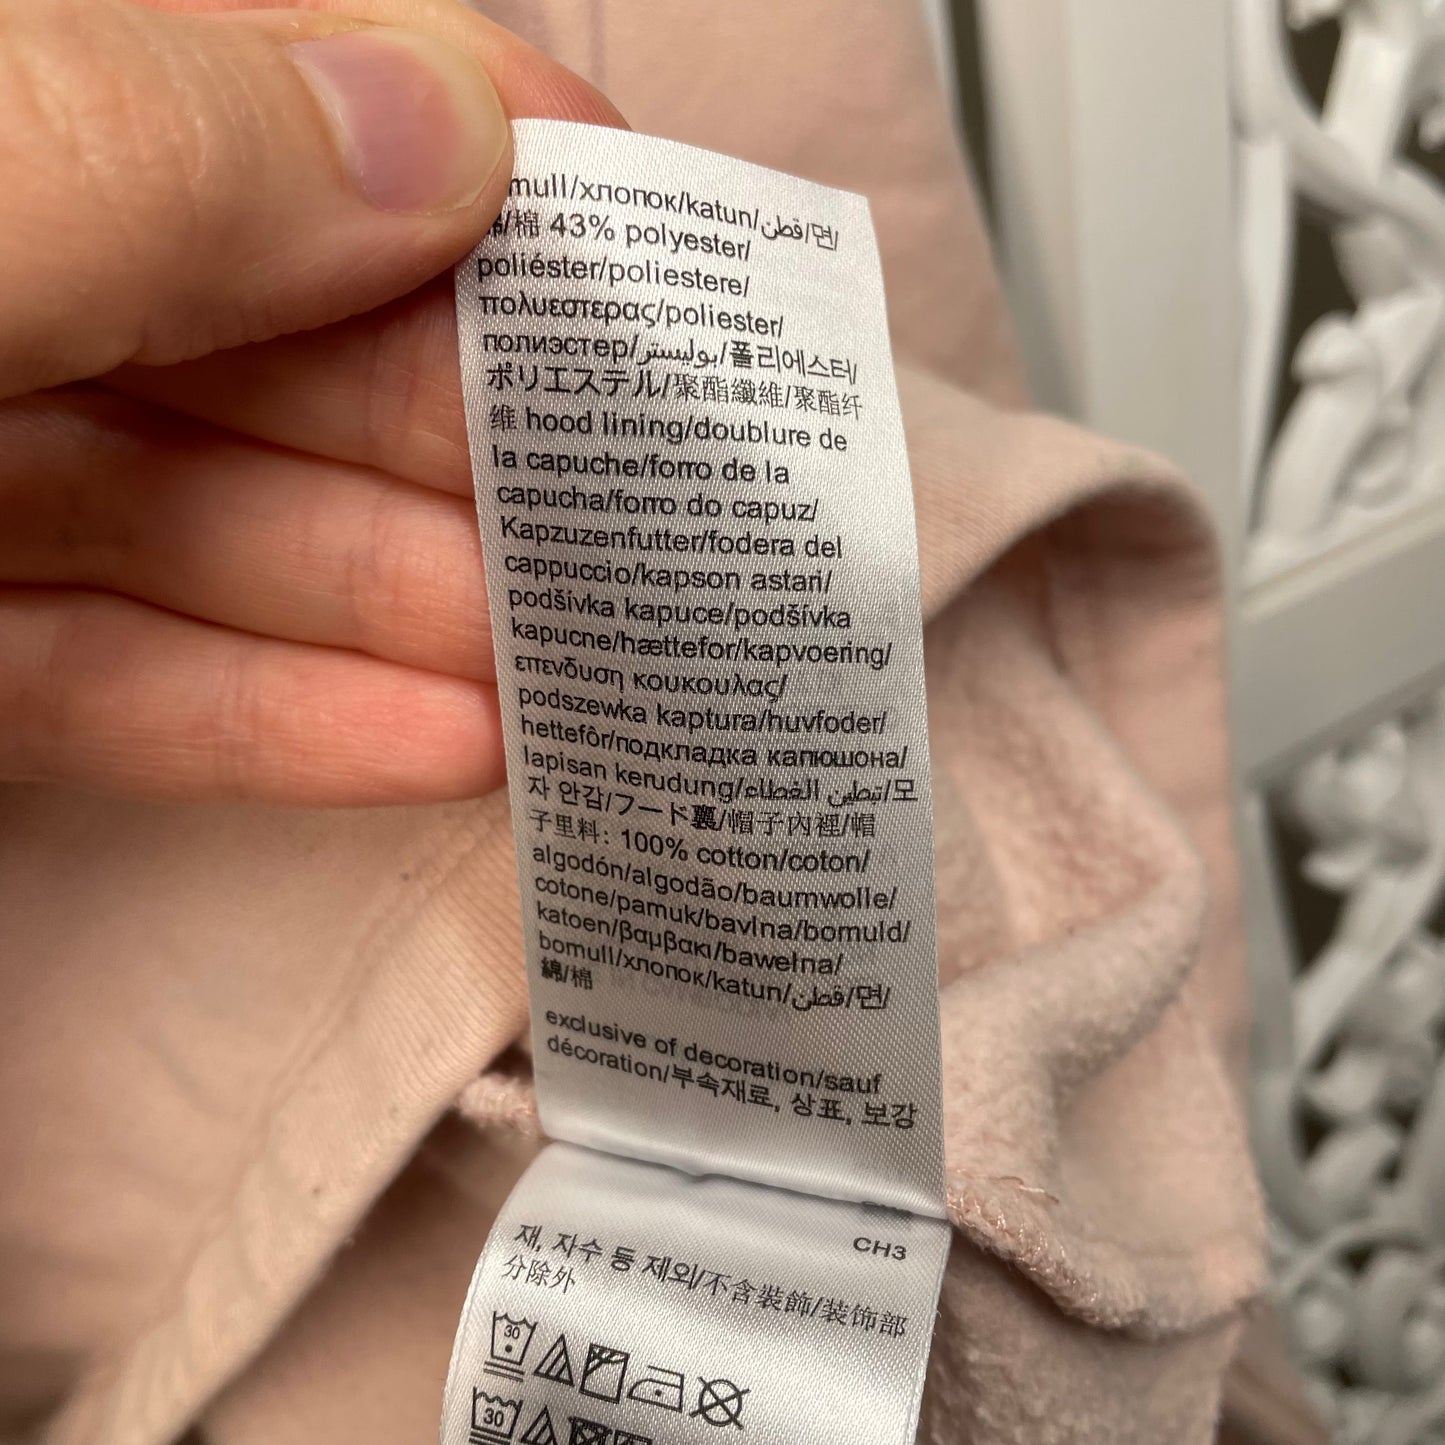 mull/хлопок/katun/قطن/면/
綿/棉 43% polyester/
poliéster/poliestere/
πολυεστερας/poliester/
полиэстер/بوليستر/폴리에스터/
ポリエステル/聚酯纖維/聚酯纤
维 hood lining/doublure de
la capuche/forro de la
capucha/forro do capuz/
Kapzuzenfutter/fodera del
cappuccio/kapson astari/
podšívka kapuce/podšívka
kapucne/hættefor/kapvoering/
επενδυση κουκουλας/
podszewka kaptura/huvfoder/
hettefôr/подкладка капюшона/
lapisan kerudung/تبطين الغطاء/모
자 안감/フード裏/帽子內裡/帽
子里料: 100% cotton/coton/
algodón/algodão/baumwolle/
cotone/pamuk/bavlna/bomuld/
katoen/βαμβακι/bawełna/
bomull/хлопок/katun/قطن/면/
綿/棉
exclusive of decoration/sauf
décoration/부속재료, 상표, 보강
CH3
재, 자수 등 제외/不含裝飾/装饰部
分除外
30
30